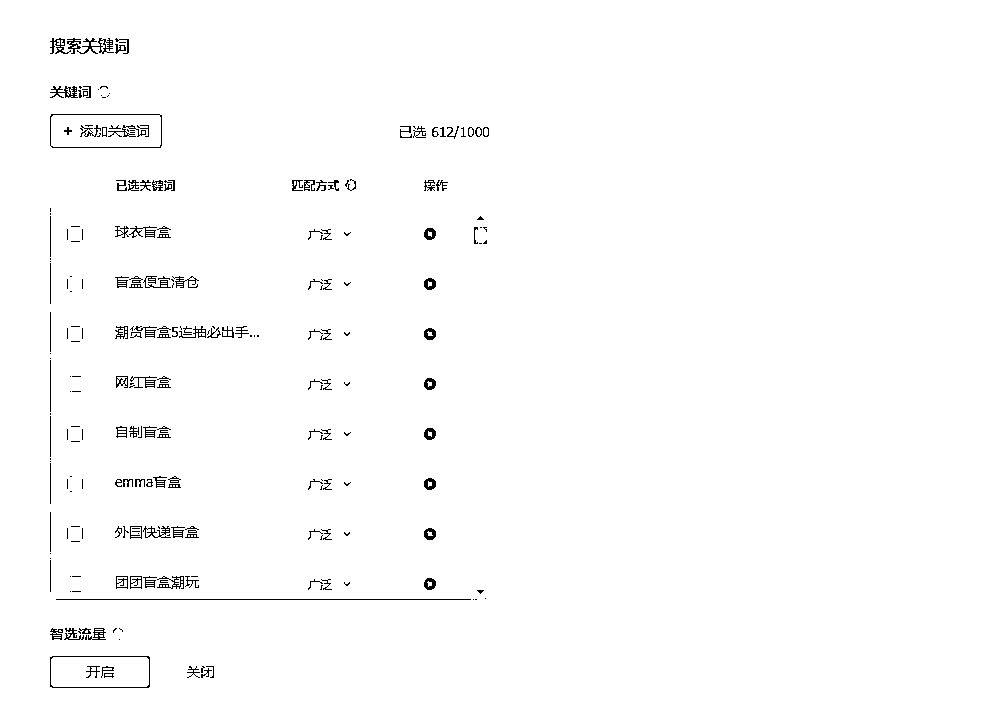 搜索关键词
关键词
+ 添加关键词 已选 612/1000
已选关键词 匹配方式 操作
球衣盲盒 广泛
盲盒便宜清仓 广泛
潮货盲盒5连抽必出手... 广泛
网红盲盒 广泛
自制盲盒 广泛
emma盲盒 广泛
外国快递盲盒 广泛
团团盲盒潮玩 广泛
智选流量
开启 关闭